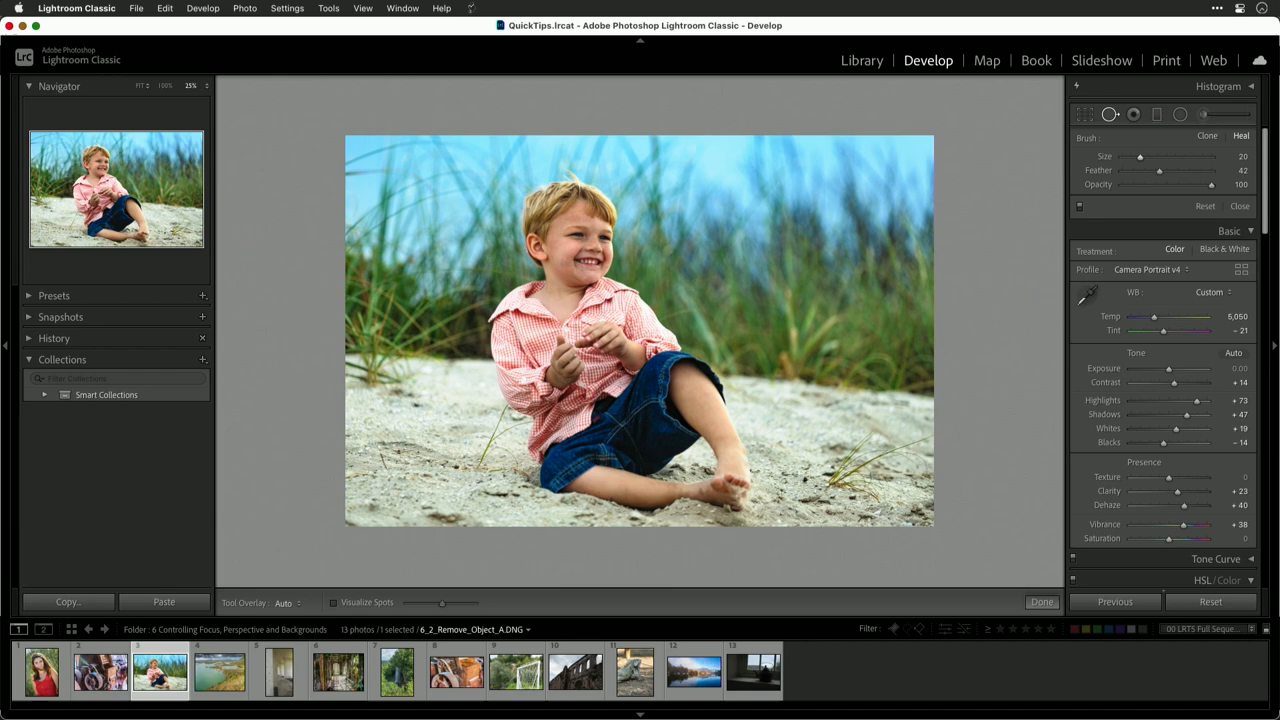 Lightroom Classic File Edit Develop Photo Settings Tools View Window Help
QuickTips.lrcat - Adobe Photoshop Lightroom Classic - Develop
Lrc Adobe Photoshop
Lightroom Classic
Library Develop Map Book Slideshow Print Web
Navigator FIT 100% 25%
Histogram
Brush : Clone Heal
Size 20
Feather 42
Opacity 100
Reset Close
Basic
Treatment : Color Black & White
Profile : Camera Portrait v4
WB : Custom
Temp 5,050
Tint – 21
Tone Auto
Exposure 0.00
Contrast + 14
Highlights + 73
Shadows + 47
Whites + 19
Blacks – 14
Presence
Texture 0
Clarity + 23
Dehaze + 40
Vibrance + 38
Saturation 0
Tone Curve
HSL / Color
Presets
Snapshots
History
Collections
Filter Collections
Smart Collections
Copy... Paste
Tool Overlay : Auto Visualize Spots Done
Previous Reset
1 2 Folder : 6 Controlling Focus, Perspective and Backgrounds 13 photos / 1 selected / 6_2_Remove_Object_A.DNG Filter : 00 LRT5 Full Seque...
1 2 3 4 5 6 7 8 9 10 11 12 13